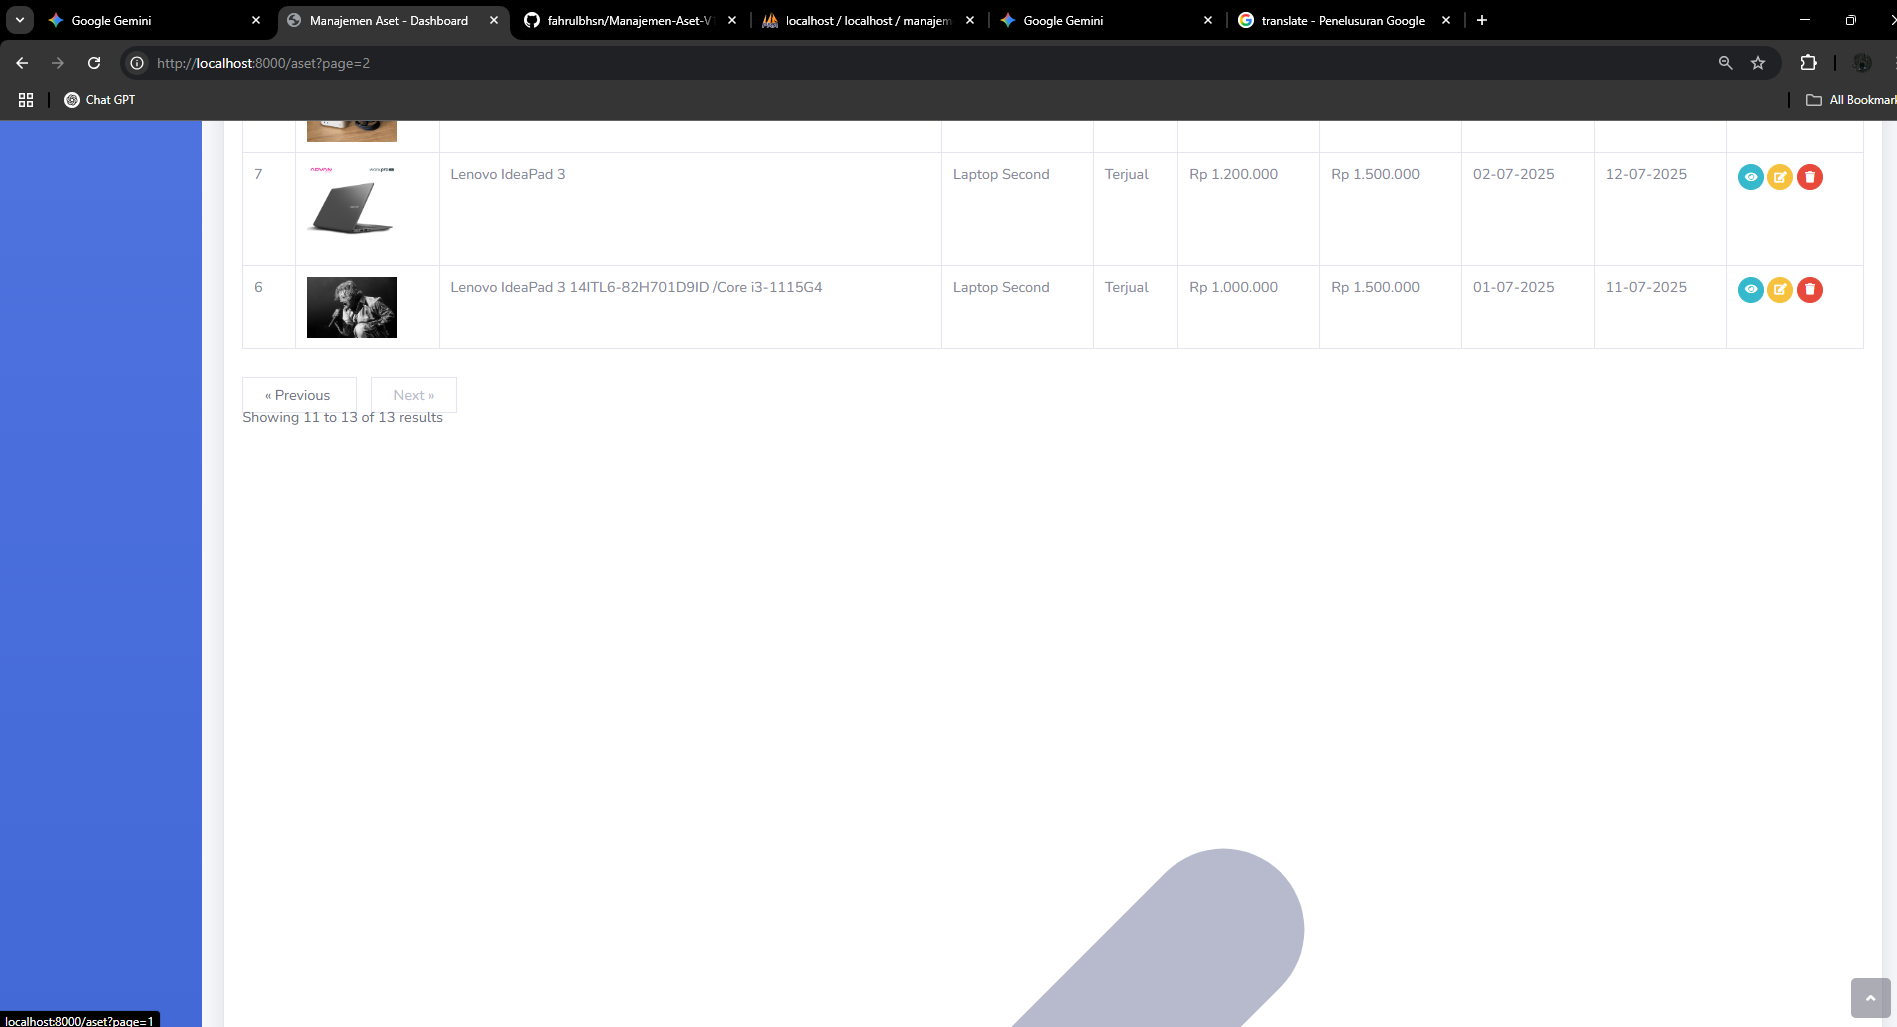 Google Gemini
Manajemen Aset - Dashboard
fahrulbhsn/Manajemen-Aset-V1
localhost / localhost / manajem
Google Gemini
translate - Penelusuran Google
http://localhost:8000/aset?page=2
Chat GPT
All Bookmark
7 Lenovo IdeaPad 3 Laptop Second Terjual Rp 1.200.000 Rp 1.500.000 02-07-2025 12-07-2025
ADVAN
6 Lenovo IdeaPad 3 14ITL6-82H701D9ID /Core i3-1115G4 Laptop Second Terjual Rp 1.000.000 Rp 1.500.000 01-07-2025 11-07-2025
« Previous Next »
Showing 11 to 13 of 13 results
localhost:8000/aset?page=1